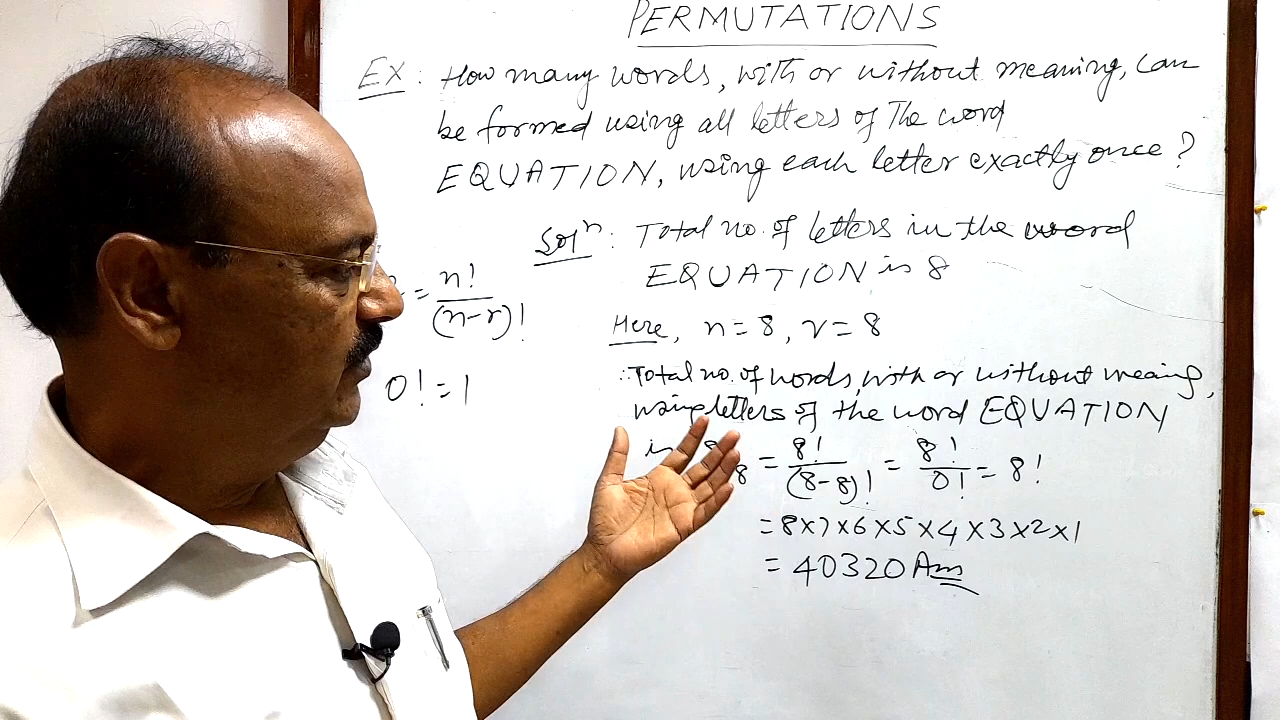 PERMUTATIONS
EX: How many words, with or without meaning, can
be formed using all letters of The word
EQUATION, using each letter exactly once?
Solⁿ: Total no. of letters in the word
EQUATION is 8
= n!/(n-r)!
Here, n=8, r=8
0!=1
∴Total no. of words, with or without meaing,
using letters of the word EQUATION
is 8 = 8!/(8-8)! = 8!/0! = 8!
=8×7×6×5×4×3×2×1
= 40320 Ans